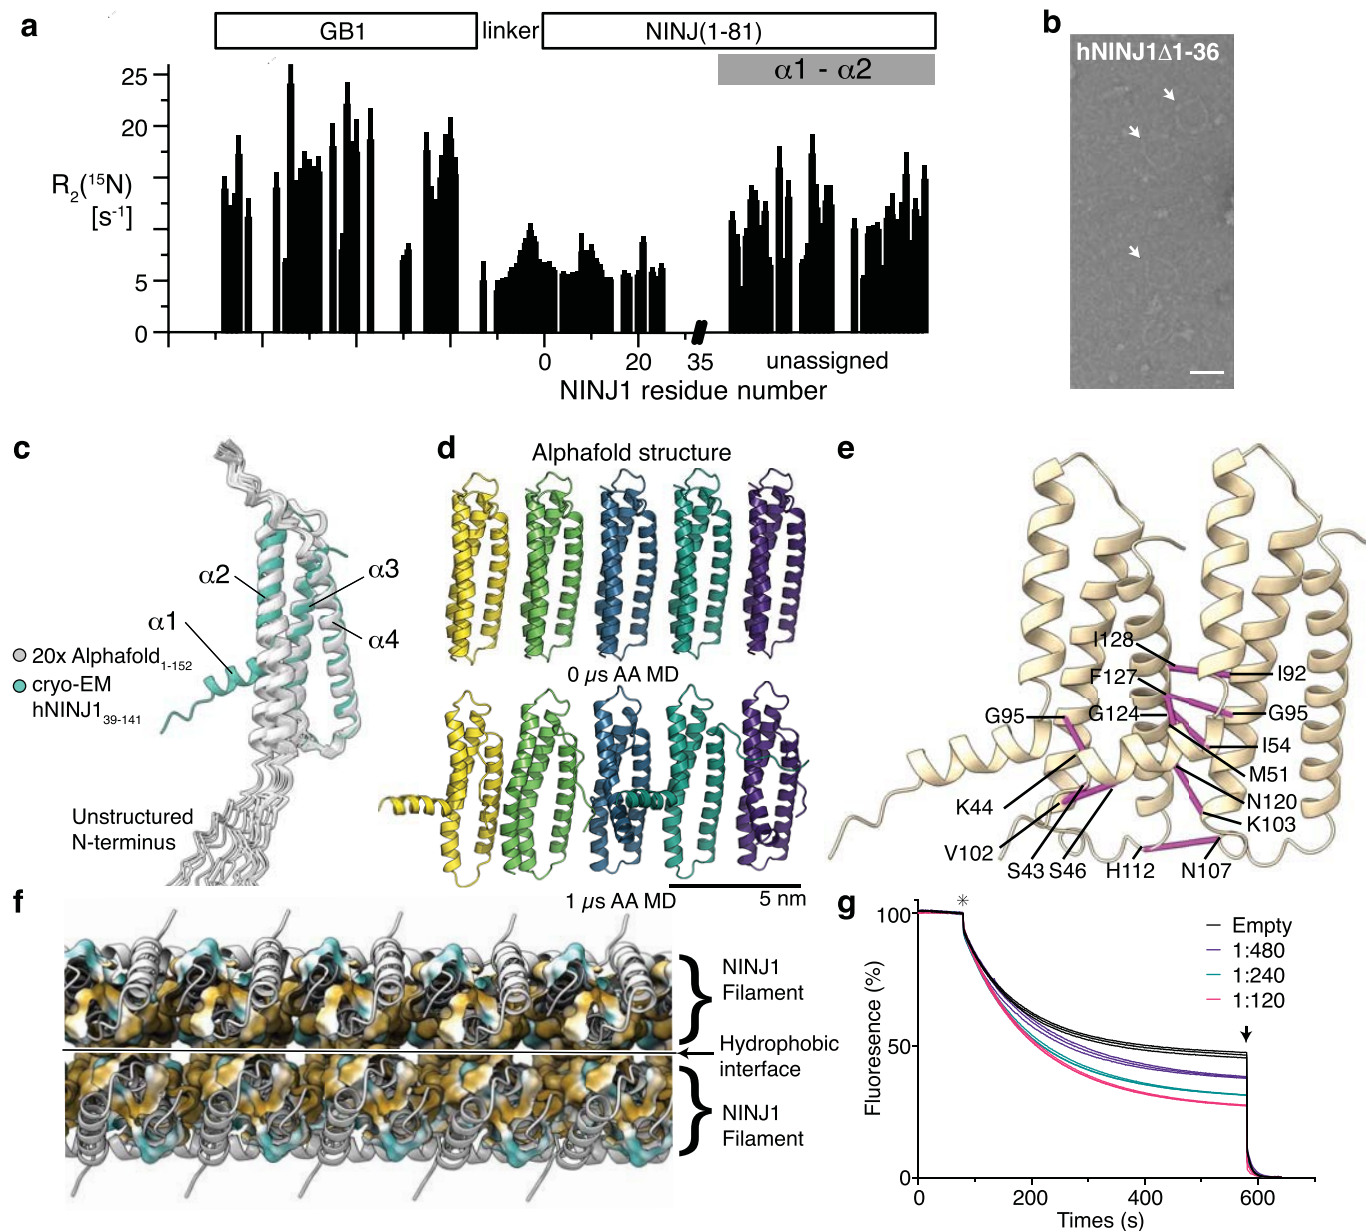 a
GB1
linker
NINJ(1-81)
α1 - α2
25
20
R2(15N)
[s-1]
5
0
0
20
35
unassigned
NINJ1 residue number
b
hNINJ1Δ1-36
c
α2
α3
α1
α4
20x Alphafold1-152
cryo-EM
hNINJ139-141
Unstructured
N-terminus
d
Alphafold structure
0 µs AA MD
1 µs AA MD
5 nm
e
I128
F127
I92
G95
G124
G95
I54
M51
K44
N120
K103
V102
S43
S46
H112
N107
f
NINJ1
Filament
Hydrophobic
interface
NINJ1
Filament
g
*
100
Empty
1:480
1:240
1:120
Fluoresence (%)
50
0
0
200
400
600
Times (s)